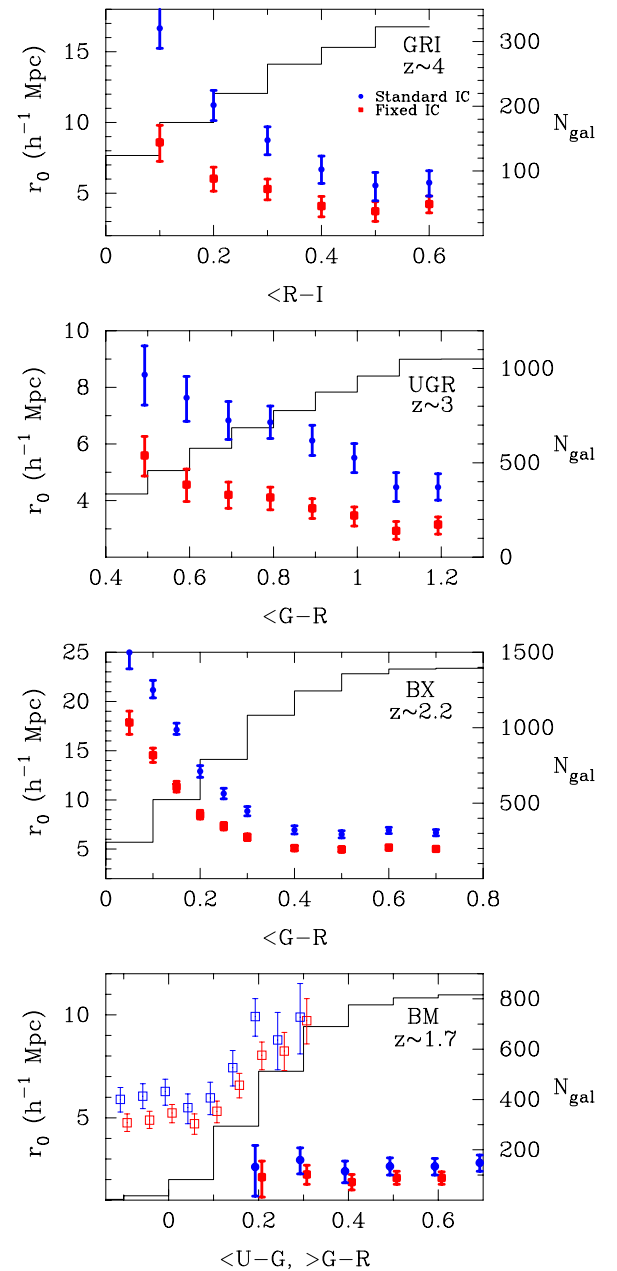 GRI
z~4
Standard IC
Fixed IC
r0 (h−1 Mpc)
15
10
5
300
200
100
Ngal
0
0.2
0.4
0.6
<R−I
10
8
6
4
r0 (h−1 Mpc)
UGR
z~3
1000
500
0
Ngal
0.4
0.6
0.8
1
1.2
<G−R
25
20
15
10
5
r0 (h−1 Mpc)
BX
z~2.2
1500
1000
500
Ngal
0
0.2
0.4
0.6
0.8
<G−R
10
5
r0 (h−1 Mpc)
BM
z~1.7
800
600
400
200
Ngal
0
0.2
0.4
0.6
<U−G, >G−R